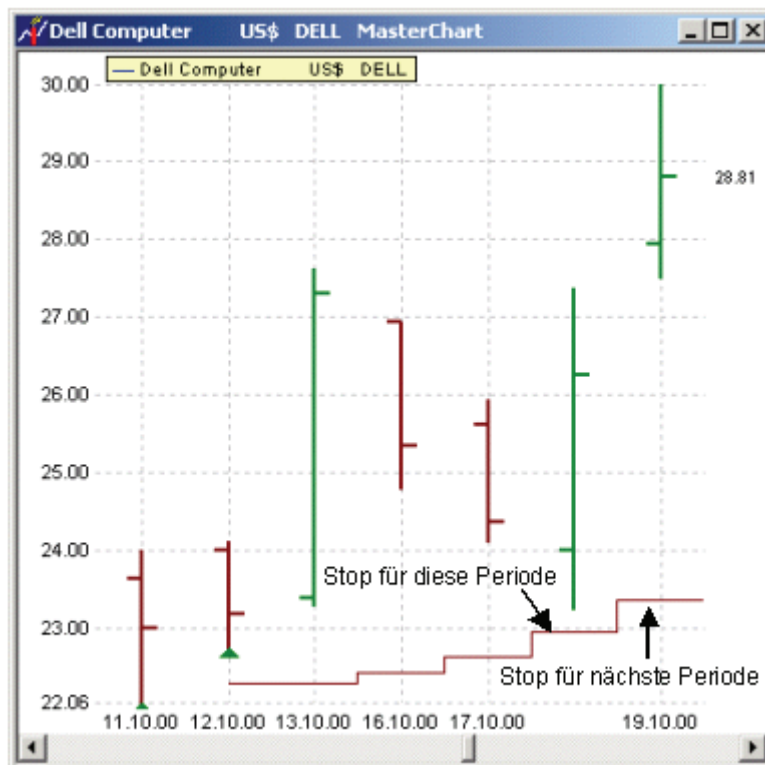 Dell Computer US$ DELL MasterChart
Dell Computer US$ DELL
30.00
29.00
28.81
28.00
27.00
26.00
25.00
24.00
Stop für diese Periode
23.00
Stop für nächste Periode
22.06
11.10.00 12.10.00 13.10.00 16.10.00 17.10.00 19.10.00